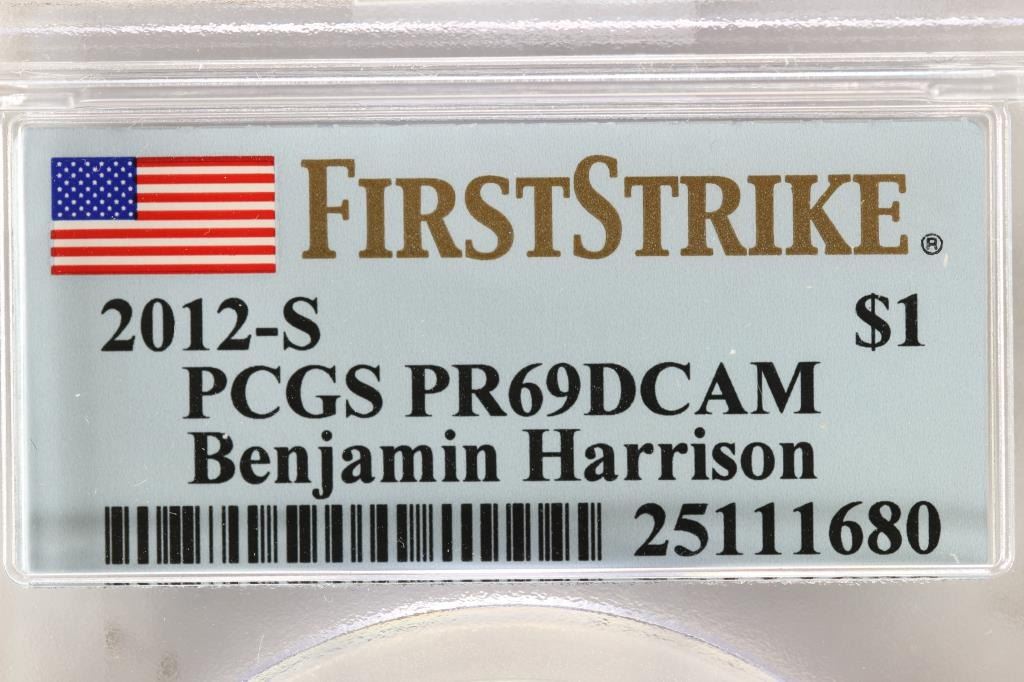 FIRSTSTRIKE®
2012-S $1
PCGS PR69DCAM
Benjamin Harrison
25111680